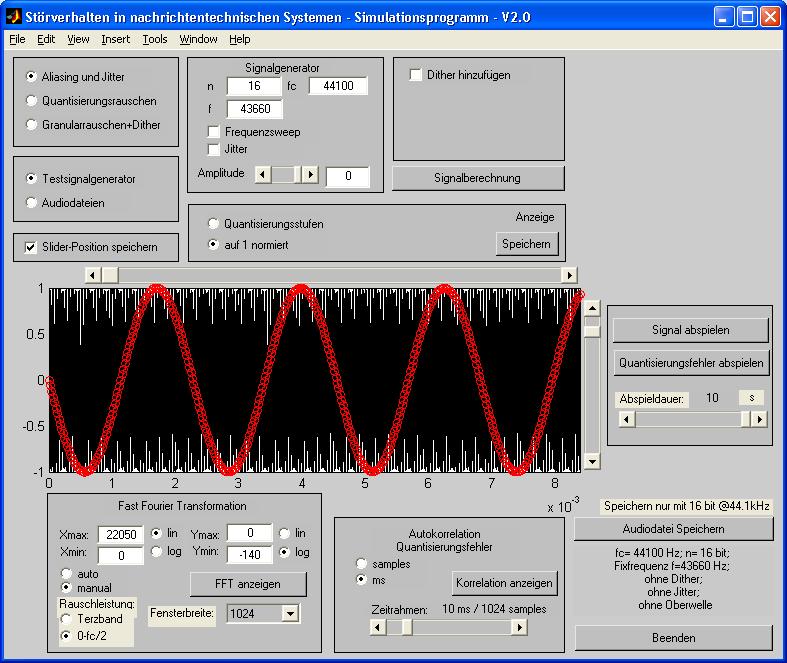 Störverhalten in nachrichtentechnischen Systemen - Simulationsprogramm - V2.0
File Edit View Insert Tools Window Help
Aliasing und Jitter
Quantisierungsrauschen
Granularrauschen+Dither
Signalgenerator
n 16 fc 44100
f 43660
Frequenzsweep
Jitter
Amplitude 0
Dither hinzufügen
Signalberechnung
Testsignalgenerator
Audiodateien
Slider-Position speichern
Anzeige
Quantisierungsstufen
auf 1 normiert
Speichern
1
0.5
0
-0.5
-1
0 1 2 3 4 5 6 7 8
x 10⁻³
Signal abspielen
Quantisierungsfehler abspielen
Abspieldauer: 10 s
Fast Fourier Transformation
Xmax: 22050 lin Ymax: 0 lin
Xmin: 0 log Ymin: -140 log
auto
manual
FFT anzeigen
Rauschleistung:
Terzband
0-fc/2
Fensterbreite: 1024
Autokorrelation
Quantisierungsfehler
samples
ms
Korrelation anzeigen
Zeitrahmen: 10 ms / 1024 samples
Speichern nur mit 16 bit @44.1kHz
Audiodatei Speichern
fc= 44100 Hz; n= 16 bit;
Fixfrequenz f=43660 Hz;
ohne Dither;
ohne Jitter;
ohne Oberwelle
Beenden